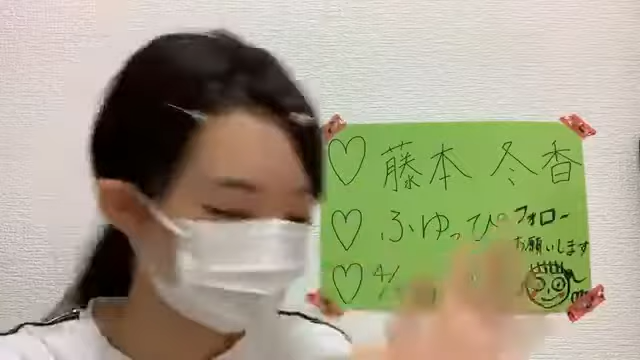 ♡ 藤本 冬香
♡ ふゆっぴ
フォロー
お願いします
♡ 4/